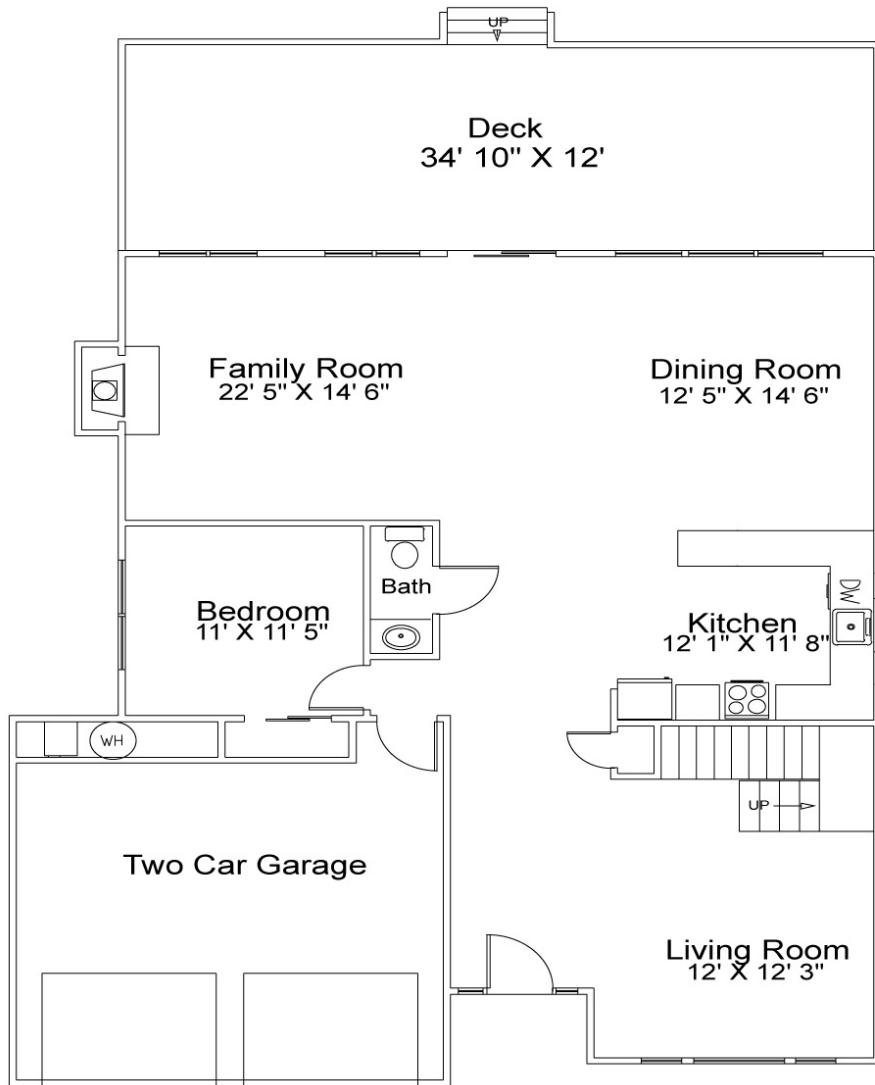 UP
Deck
34' 10" X 12'
Family Room
22' 5" X 14' 6"
Dining Room
12' 5" X 14' 6"
Bath
DW
Bedroom
11' X 11' 5"
Kitchen
12' 1" X 11' 8"
WH
UP
Two Car Garage
Living Room
12' X 12' 3"